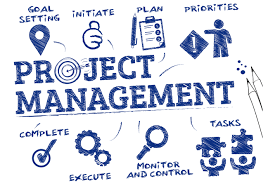 GOAL
SETTING
INITIATE
PLAN
PRIORITIES
PROJECT
MANAGEMENT
COMPLETE
EXECUTE
MONITOR
AND CONTROL
TASKS